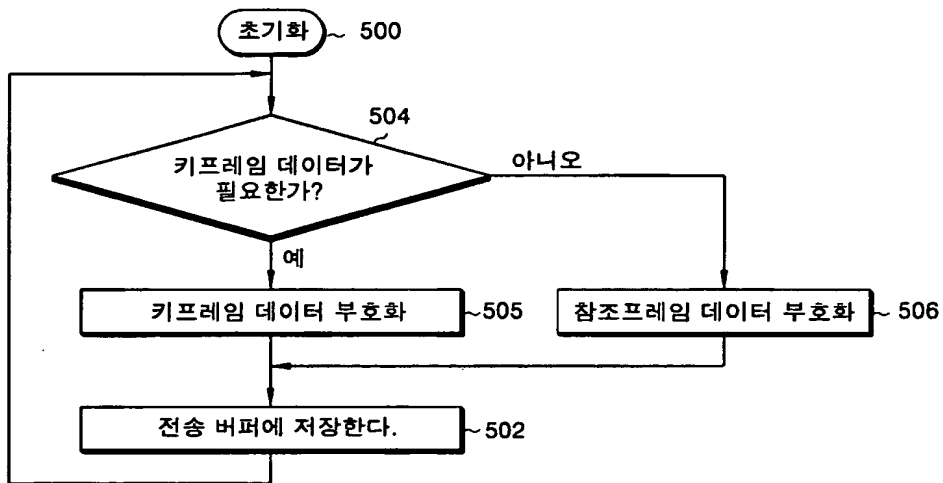 초기화
500
504
키프레임 데이터가
필요한가?
아니오
예
키프레임 데이터 부호화
505
참조프레임 데이터 부호화
506
전송 버퍼에 저장한다.
502